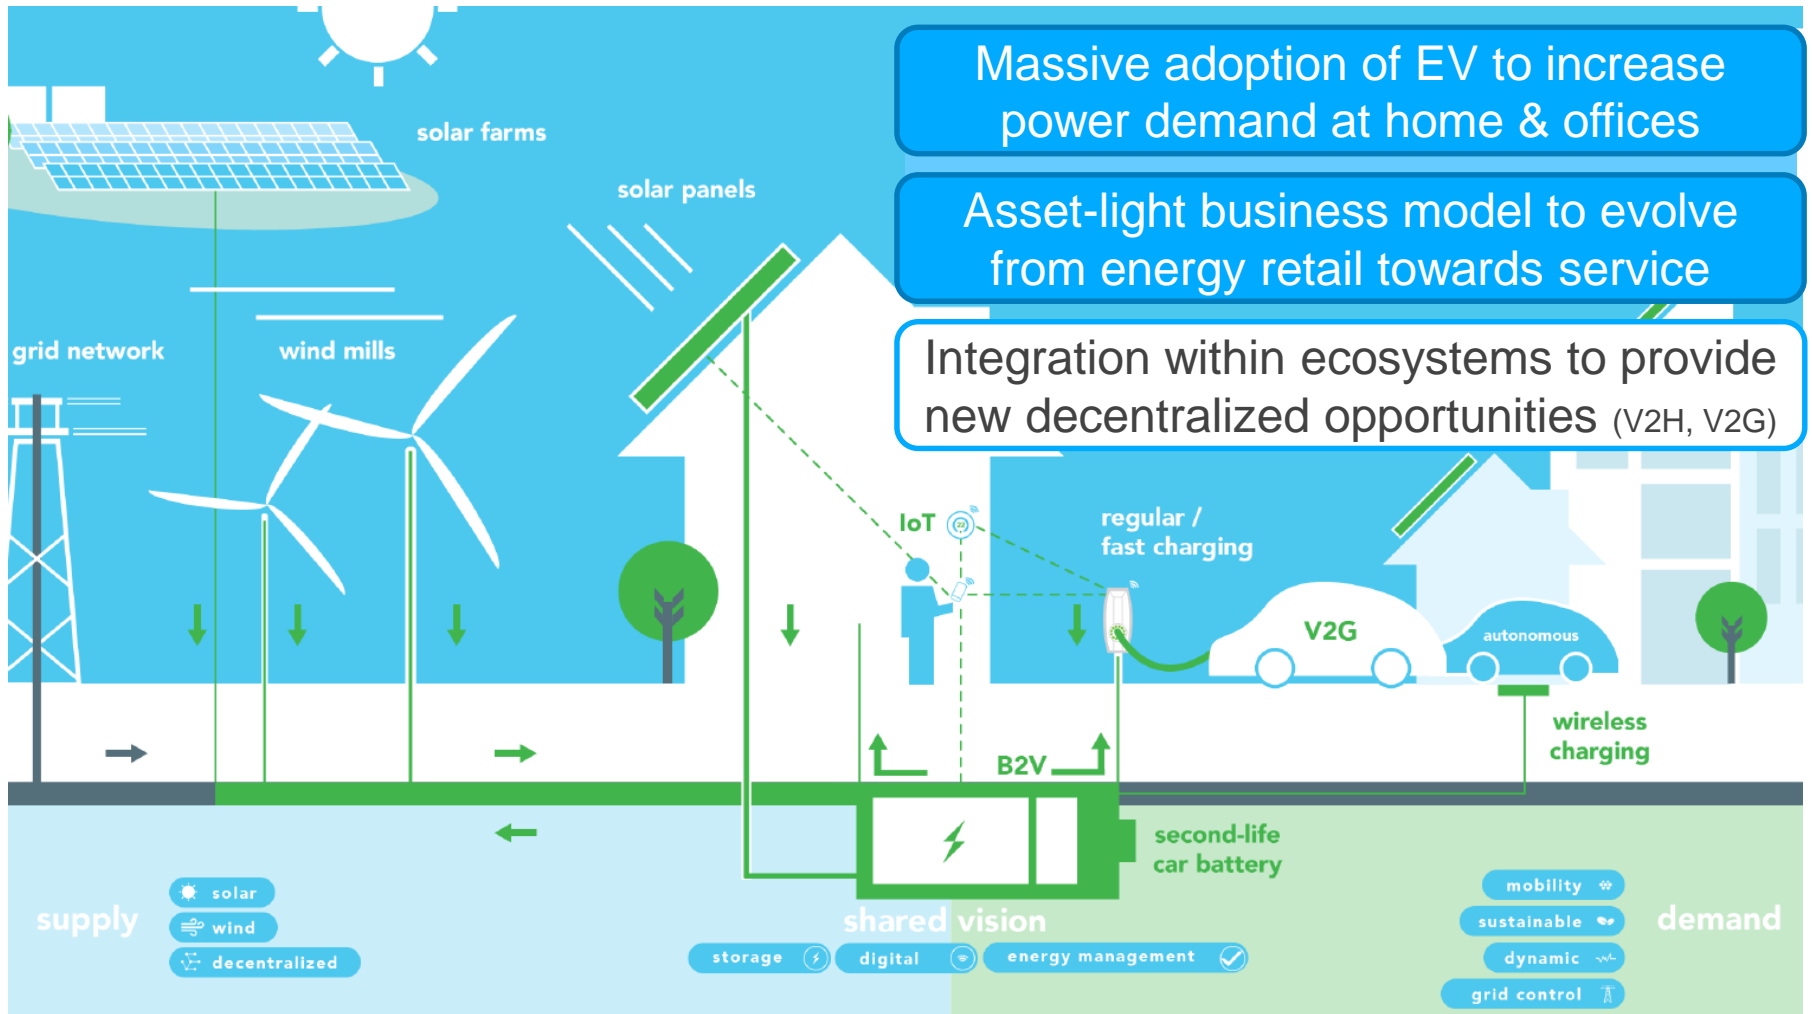 Massive adoption of EV to increase
power demand at home & offices
Asset-light business model to evolve
from energy retail towards service
Integration within ecosystems to provide
new decentralized opportunities (V2H, V2G)
solar farms
solar panels
grid network
wind mills
IoT
22
regular /
fast charging
V2G
autonomous
wireless
charging
B2V
second-life
car battery
supply
solar
wind
decentralized
shared vision
storage
digital
energy management
demand
mobility
sustainable
dynamic
grid control